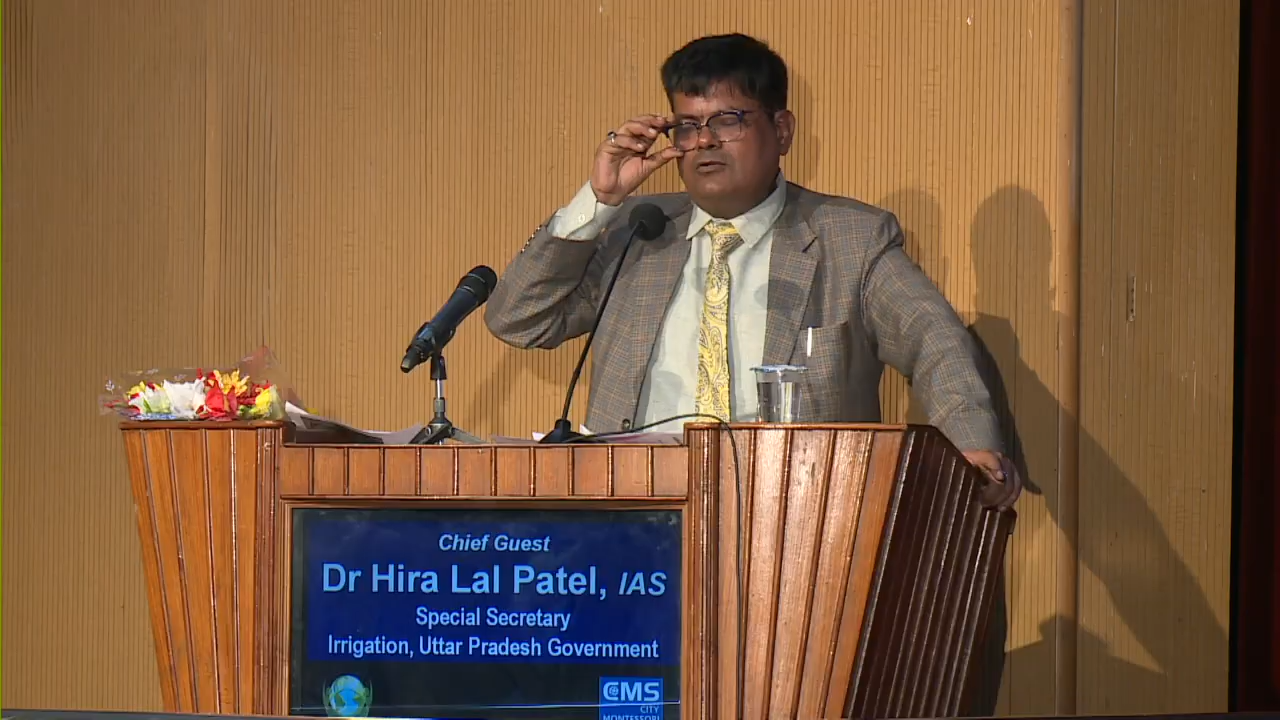 Chief Guest
Dr Hira Lal Patel, IAS
Special Secretary
Irrigation, Uttar Pradesh Government
CMS
CITY
MONTESSORI